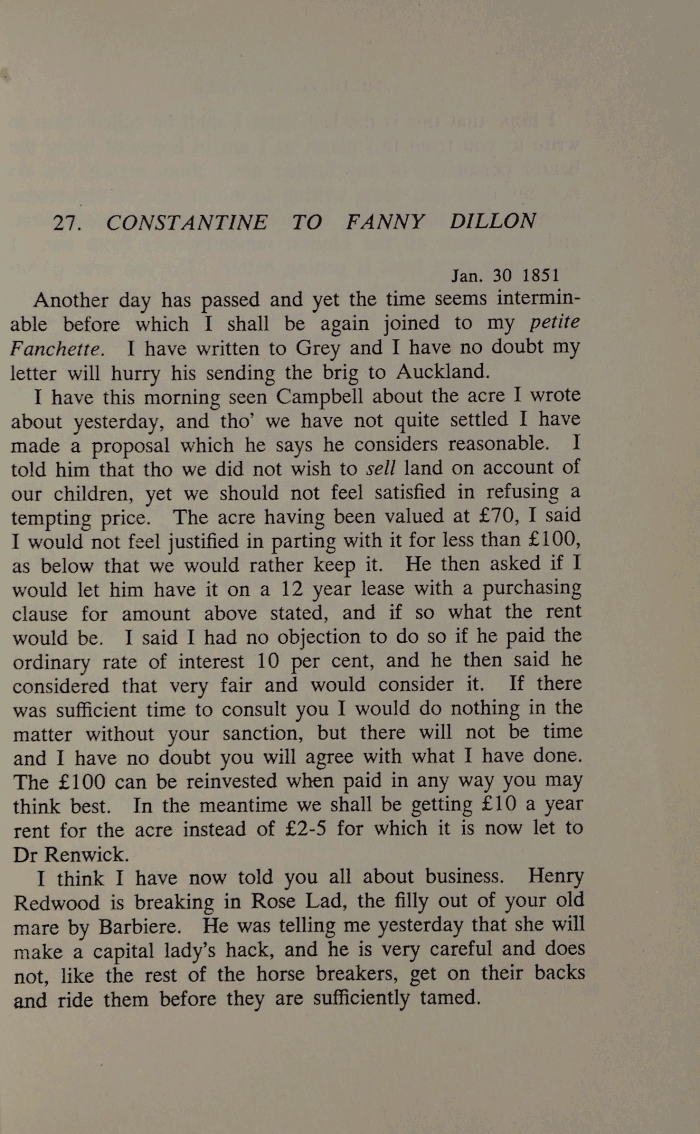 27. CONSTANTINE TO FANNY DILLON
Jan. 30 1851
Another day has passed and yet the time seems intermin-
able before which I shall be again joined to my petite
Fanchette. I have written to Grey and I have no doubt my
letter will hurry his sending the brig to Auckland.
I have this morning seen Campbell about the acre I wrote
about yesterday, and tho' we have not quite settled I have
made a proposal which he says he considers reasonable. I
told him that tho we did not wish to sell land on account of
our children, yet we should not feel satisfied in refusing a
tempting price. The acre having been valued at £70, I said
I would not feel justified in parting with it for less than £100,
as below that we would rather keep it. He then asked if I
would let him have it on a 12 year lease with a purchasing
clause for amount above stated, and if so what the rent
would be. I said I had no objection to do so if he paid the
ordinary rate of interest 10 per cent, and he then said he
considered that very fair and would consider it. If there
was sufficient time to consult you I would do nothing in the
matter without your sanction, but there will not be time
and I have no doubt you will agree with what I have done.
The £100 can be reinvested when paid in any way you may
think best. In the meantime we shall be getting £10 a year
rent for the acre instead of £2-5 for which it is now let to
Dr Renwick.
I think I have now told you all about business. Henry
Redwood is breaking in Rose Lad, the filly out of your old
mare by Barbiere. He was telling me yesterday that she will
make a capital lady's hack, and he is very careful and does
not, like the rest of the horse breakers, get on their backs
and ride them before they are sufficiently tamed.